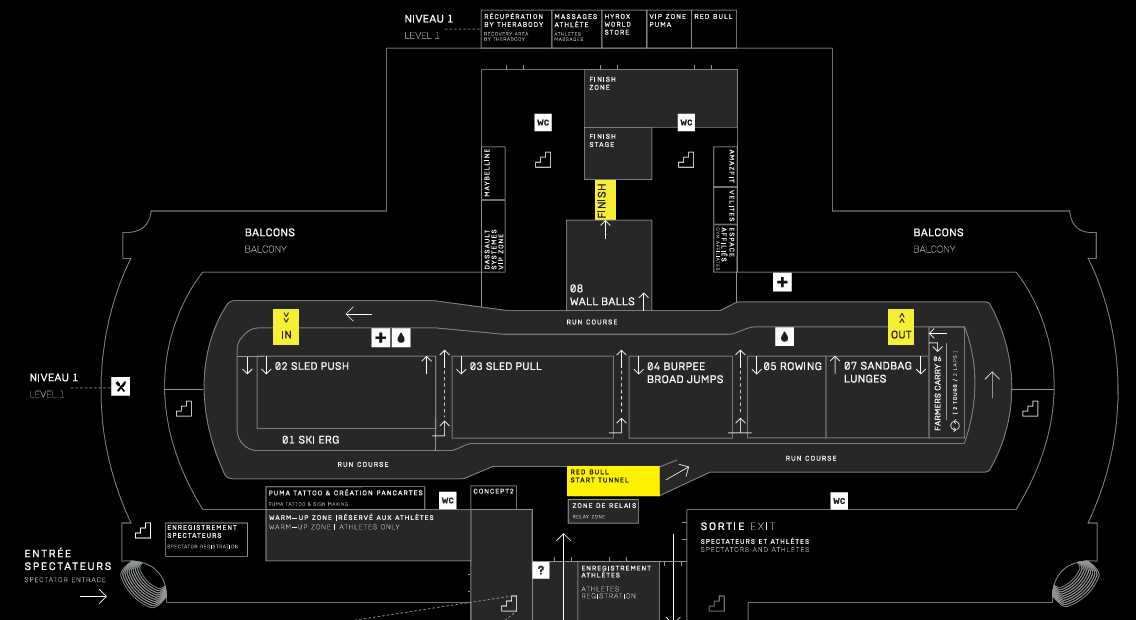 NIVEAU 1
LEVEL 1
RÉCUPÉRATION
BY THERABODY
RECOVERY AREA
BY THERABODY
MASSAGES
ATHLÈTE
ATHLETES
MASSAGES
HYROX
WORLD
STORE
VIP ZONE
PUMA
RED BULL
FINISH
ZONE
WC
WC
FINISH
STAGE
MAYBELLINE
DASSAULT
SYSTEMES
VIP ZONE
FINISH
AMAZFIT
VELITES
ESPACE
AFFILIÉS
GYM AFFILIATES
BALCONS
BALCONY
BALCONS
BALCONY
08
WALL BALLS
RUN COURSE
IN
OUT
02 SLED PUSH
03 SLED PULL
04 BURPEE
BROAD JUMPS
05 ROWING
07 SANDBAG
LUNGES
FARMERS CARRY 06
[ 2 TOURS / 2 LAPS ]
NIVEAU 1
LEVEL 1
01 SKI ERG
RUN COURSE
RUN COURSE
RED BULL
START TUNNEL
PUMA TATTOO & CRÉATION PANCARTES
PUMA TATTOO & SIGN MAKING
WC
CONCEPT2
ZONE DE RELAIS
RELAY ZONE
WC
WARM-UP ZONE |RÉSERVÉ AUX ATHLÈTES
WARM-UP ZONE | ATHLETES ONLY
ENREGISTREMENT
SPECTATEURS
SPECTATOR REGISTRATION
SORTIE EXIT
SPECTATEURS ET ATHLÈTES
SPECTATORS AND ATHLETES
ENTRÉE
SPECTATEURS
SPECTATOR ENTRACE
?
ENREGISTREMENT
ATHLÈTES
ATHLETES
REGISTRATION